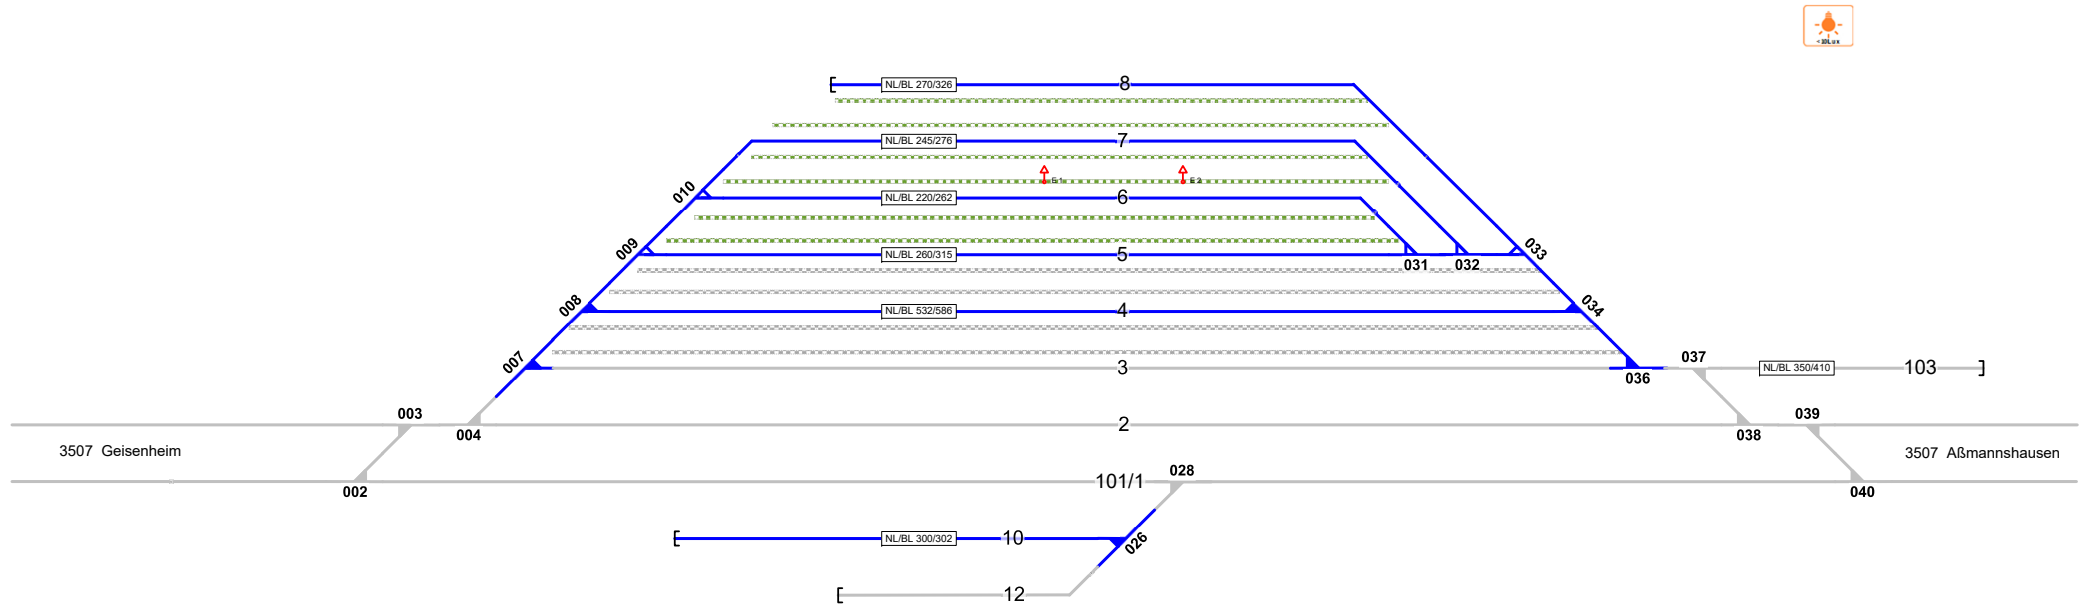 <10Lux
NL/BL 270/326
8
NL/BL 245/276
7
010
E 1
E 2
NL/BL 220/262
6
009
NL/BL 260/315
5
031
032
033
008
NL/BL 532/586
4
034
007
3
036
037
NL/BL 350/410
103
003
004
2
038
039
3507 Geisenheim
3507 Aßmannshausen
002
101/1
028
040
NL/BL 300/302
10
026
12